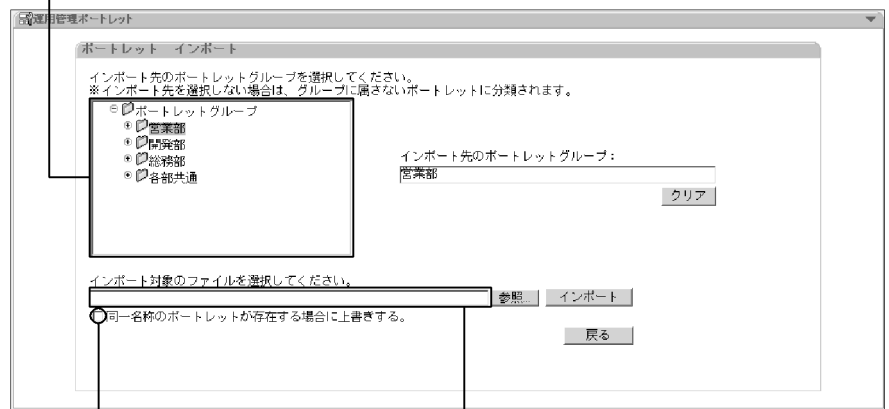 運用管理ポートレット
ポートレット インポート
インポート先のポートレットグループを選択してください。
※インポート先を選択しない場合は、グループに属さないポートレットに分類されます。
ポートレットグループ
営業部
開発部
総務部
各部共通
インポート先のポートレットグループ：
営業部
クリア
インポート対象のファイルを選択してください。
参照... インポート
同一名称のポートレットが存在する場合に上書きする。
戻る